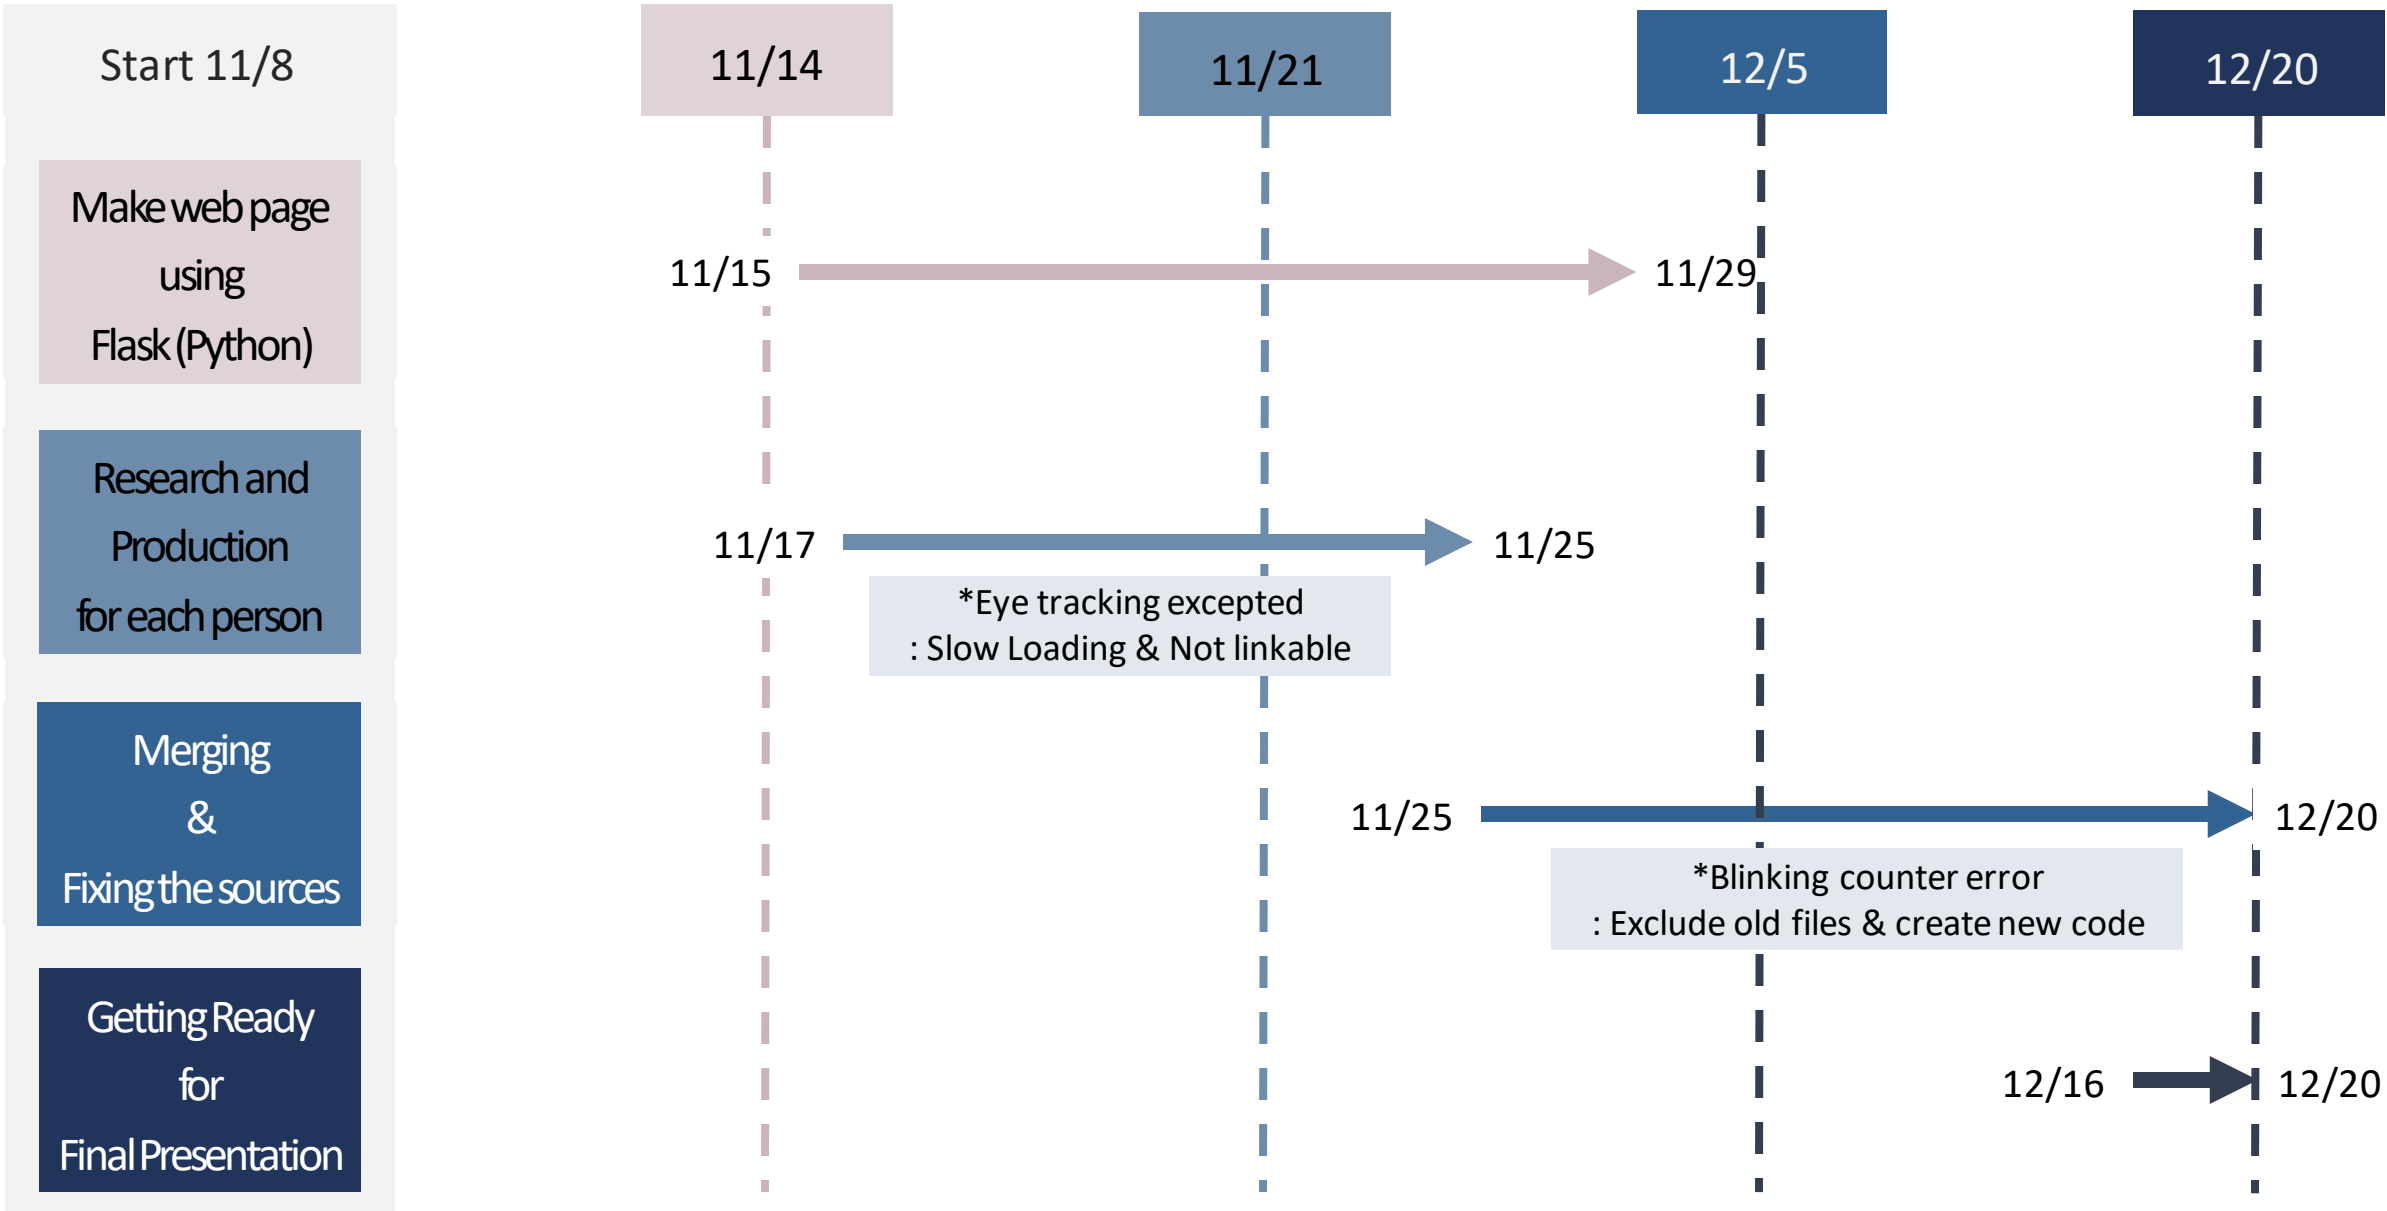 Start 11/8
11/14
11/21
12/5
12/20
Make web page
using
Flask (Python)
11/15
11/29
Research and
Production
for each person
11/17
11/25
*Eye tracking excepted
: Slow Loading & Not linkable
Merging
&
Fixing the sources
11/25
12/20
*Blinking counter error
: Exclude old files & create new code
Getting Ready
for
Final Presentation
12/16
12/20